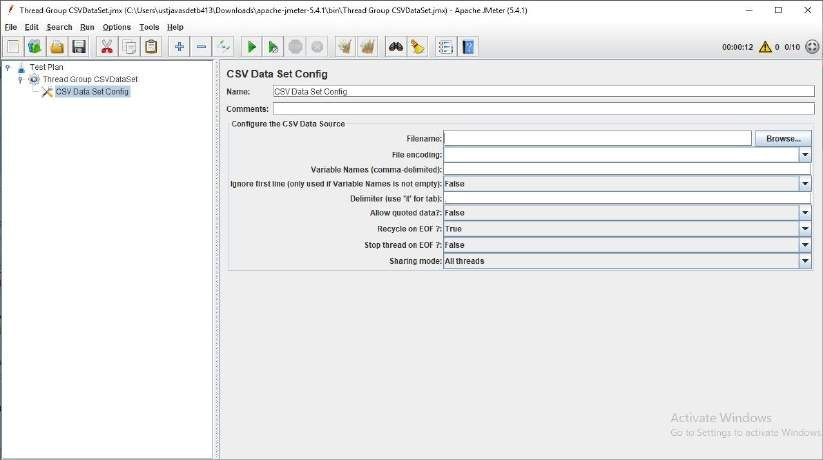 Thread Group CSVDataSet.jmx (C:\Users\ustjavasdetb413\Downloads\apache-jmeter-5.4.1\bin\Thread Group CSVDataSet.jmx) - Apache JMeter (5.4.1)
File Edit Search Run Options Tools Help
00:00:12 0 0/10
Test Plan
Thread Group CSVDataSet
CSV Data Set Config
CSV Data Set Config
Name: CSV Data Set Config
Comments:
Configure the CSV Data Source
Filename: Browse...
File encoding:
Variable Names (comma-delimited):
Ignore first line (only used if Variable Names is not empty): False
Delimiter (use '\t' for tab):
Allow quoted data?: False
Recycle on EOF ?: True
Stop thread on EOF ?: False
Sharing mode: All threads
Activate Windows
Go to Settings to activate Windows.